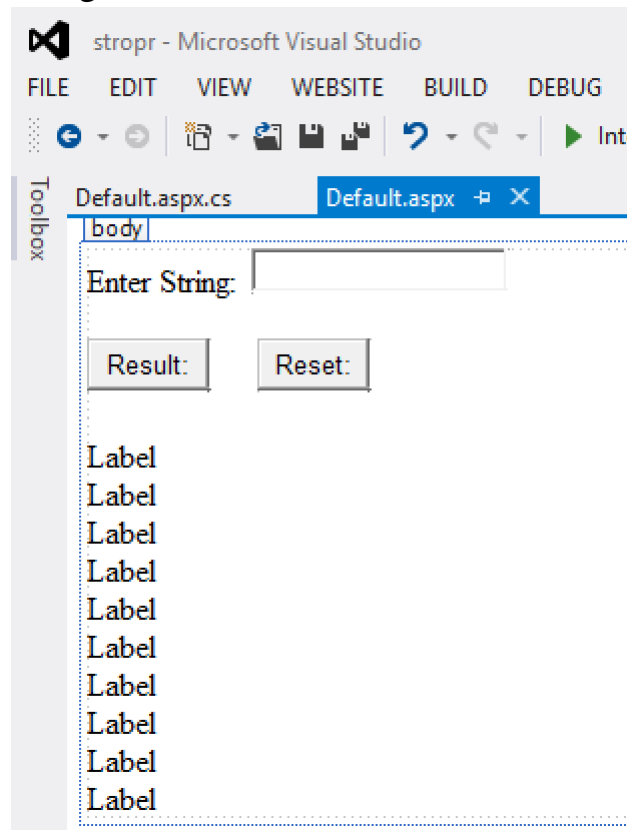 stropr - Microsoft Visual Studio
FILE EDIT VIEW WEBSITE BUILD DEBUG
Int
Toolbox
Default.aspx.cs Default.aspx
body
Enter String:
Result: Reset:
Label
Label
Label
Label
Label
Label
Label
Label
Label
Label